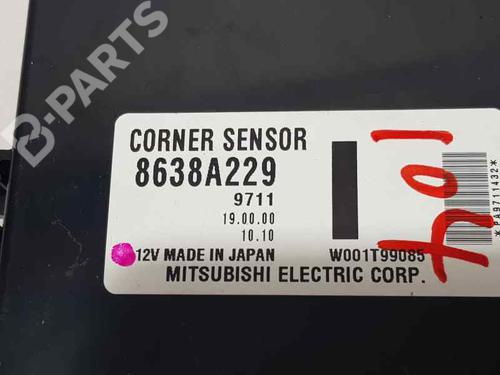 B-PARTS
CORNER SENSOR
8638A229
9711
19.00.00
10.10
12V MADE IN JAPAN
W001T99085
MITSUBISHI ELECTRIC CORP.
*PA9711432*
104